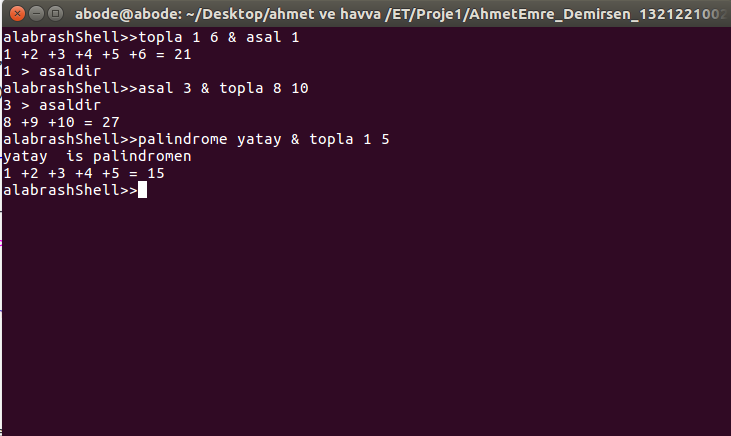 abode@abode: ~/Desktop/ahmet ve havva /ET/Proje1/AhmetEmre_Demirsen_1321221002
alabrashShell>>topla 1 6 & asal 1
1 +2 +3 +4 +5 +6 = 21
1 > asaldir
alabrashShell>>asal 3 & topla 8 10
3 > asaldir
8 +9 +10 = 27
alabrashShell>>palindrome yatay & topla 1 5
yatay  is palindromen
1 +2 +3 +4 +5 = 15
alabrashShell>>